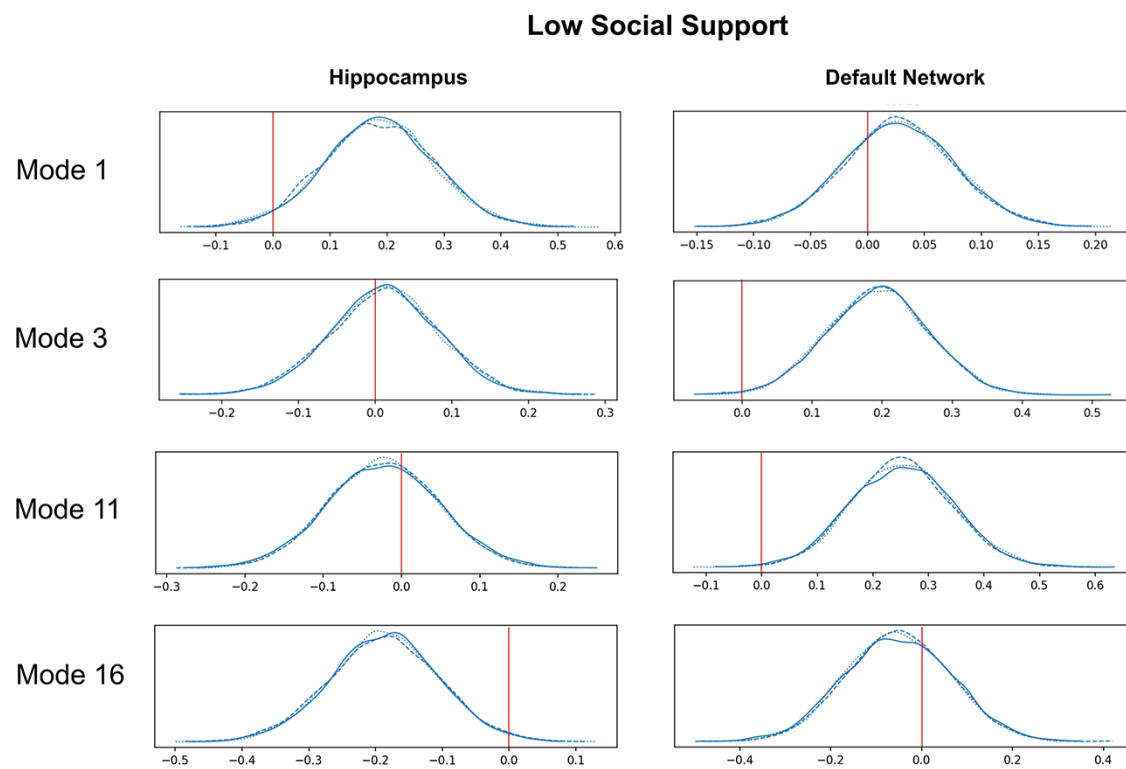 Low Social Support
Hippocampus Default Network
Mode 1
−0.1 0.0 0.1 0.2 0.3 0.4 0.5 0.6
−0.15 −0.10 −0.05 0.00 0.05 0.10 0.15 0.20
Mode 3
−0.2 −0.1 0.0 0.1 0.2 0.3
0.0 0.1 0.2 0.3 0.4 0.5
Mode 11
−0.3 −0.2 −0.1 0.0 0.1 0.2
−0.1 0.0 0.1 0.2 0.3 0.4 0.5 0.6
Mode 16
−0.5 −0.4 −0.3 −0.2 −0.1 0.0 0.1
−0.4 −0.2 0.0 0.2 0.4